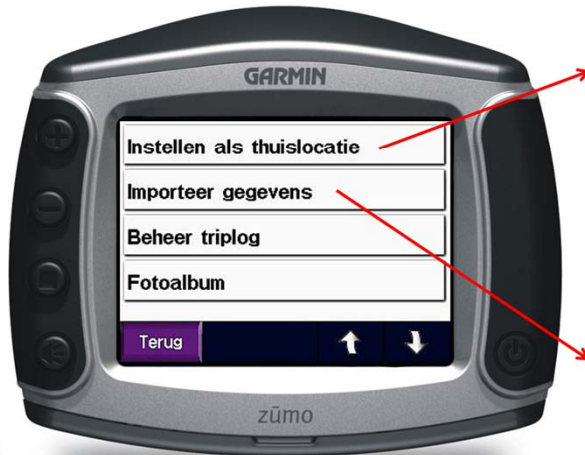 GARMIN
Instellen als thuislocatie
Importeer gegevens
Beheer triplog
Fotoalbum
Terug
zūmo